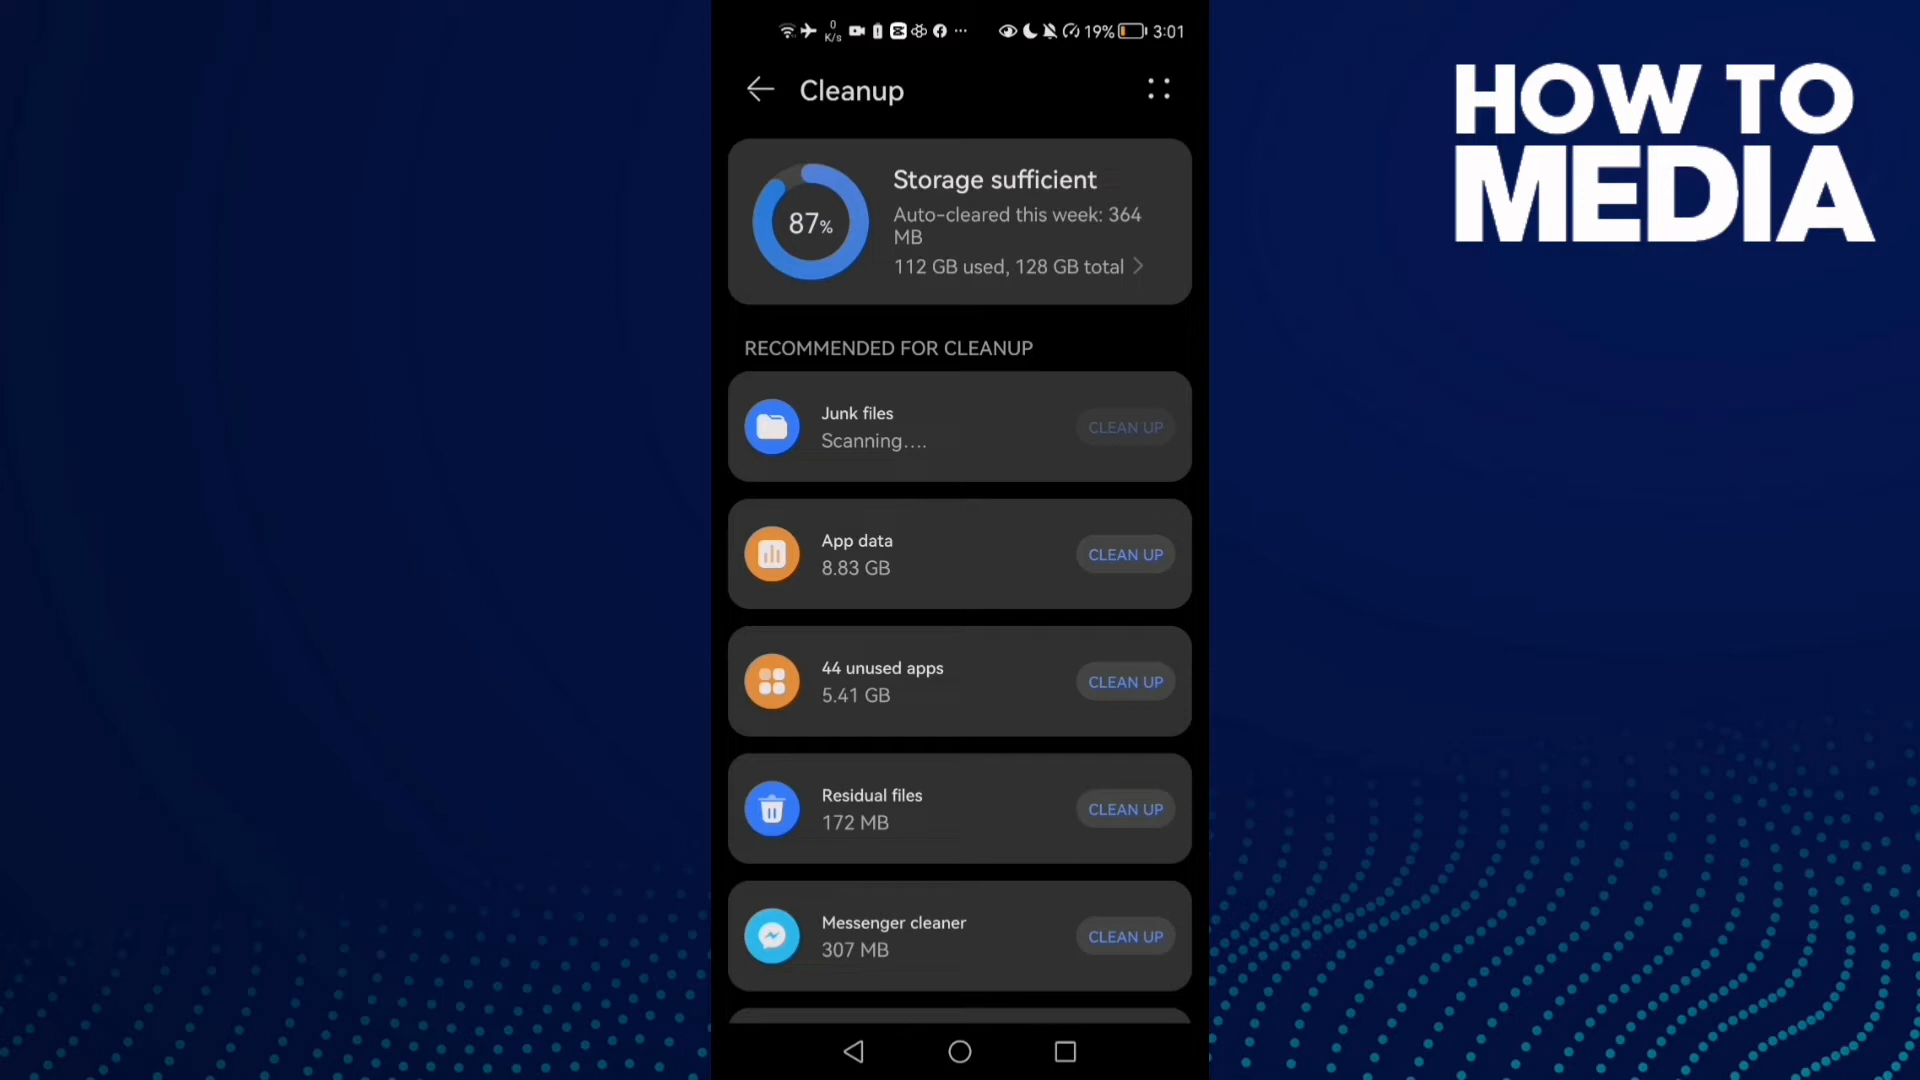 0
K/s
19%
3:01
Cleanup
HOW TO
MEDIA
87%
Storage sufficient
Auto-cleared this week: 364
MB
112 GB used, 128 GB total
RECOMMENDED FOR CLEANUP
Junk files
Scanning....
CLEAN UP
App data
8.83 GB
CLEAN UP
44 unused apps
5.41 GB
CLEAN UP
Residual files
172 MB
CLEAN UP
Messenger cleaner
307 MB
CLEAN UP